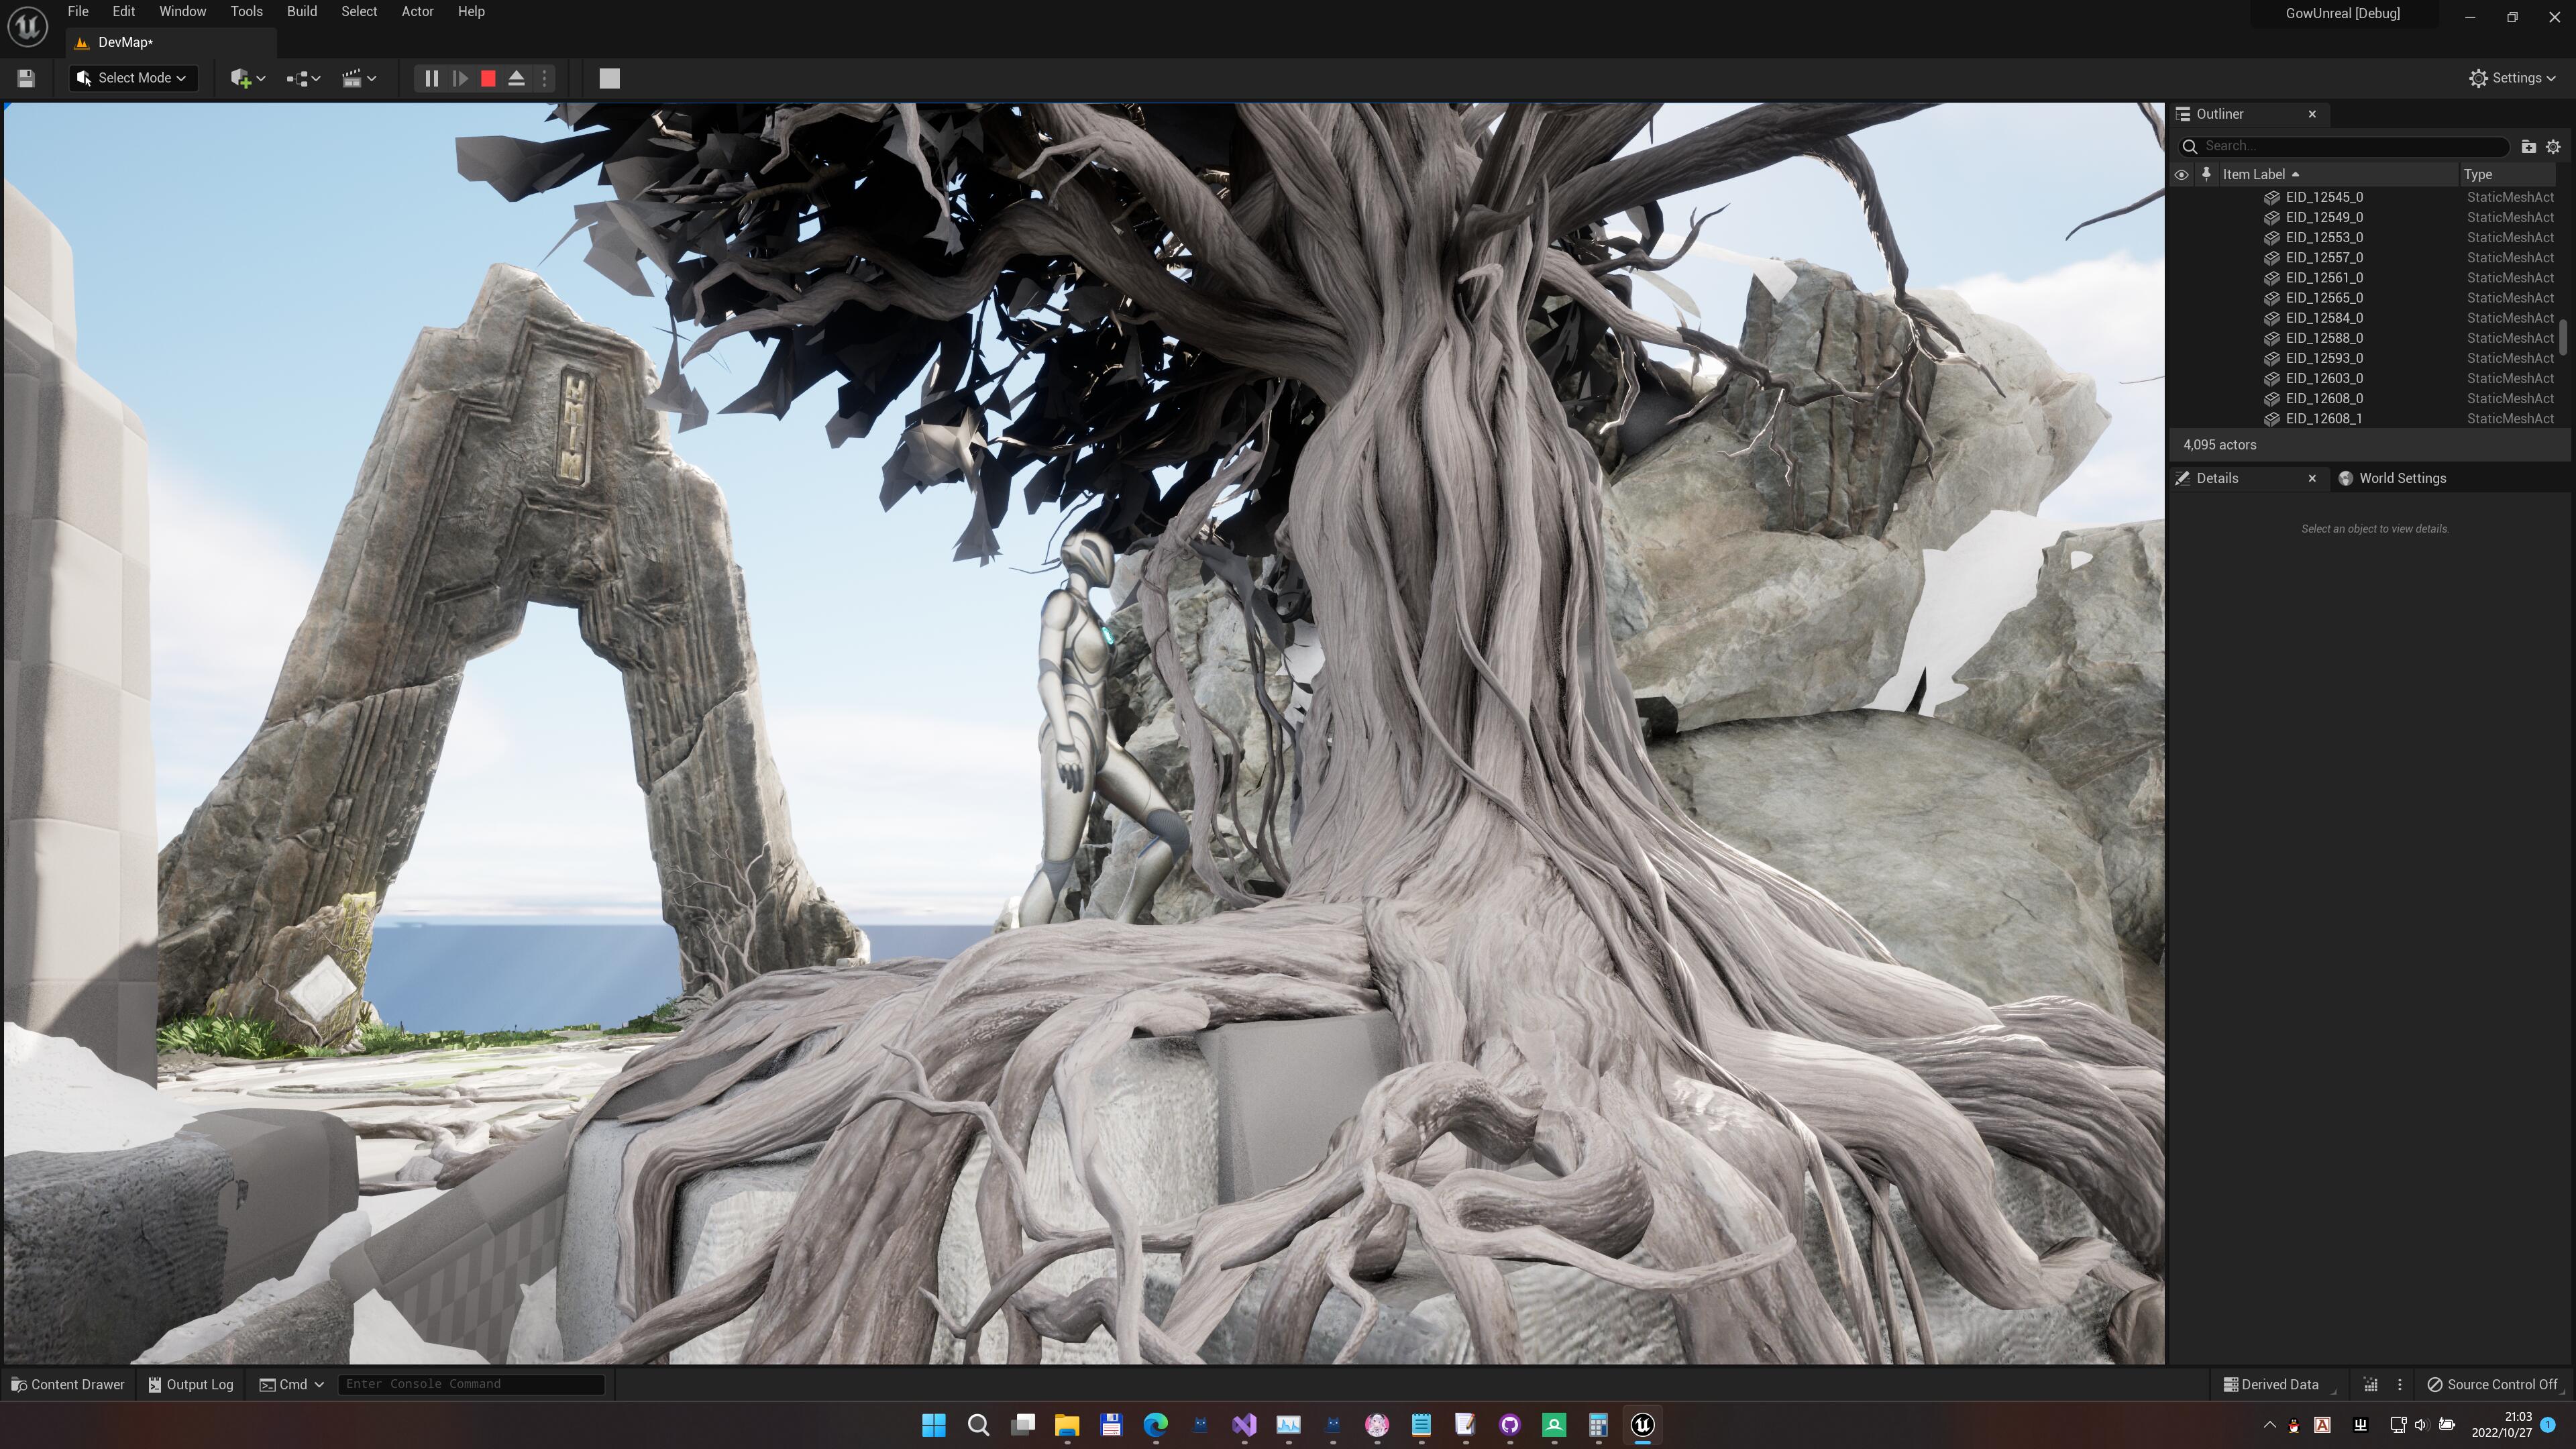 File Edit Window Tools Build Select Actor Help
GowUnreal [Debug]
DevMap*
Select Mode
Settings
Outliner
Search...
Item Label Type
EID_12545_0 StaticMeshAct
EID_12549_0 StaticMeshAct
EID_12553_0 StaticMeshAct
EID_12557_0 StaticMeshAct
EID_12561_0 StaticMeshAct
EID_12565_0 StaticMeshAct
EID_12584_0 StaticMeshAct
EID_12588_0 StaticMeshAct
EID_12593_0 StaticMeshAct
EID_12603_0 StaticMeshAct
EID_12608_0 StaticMeshAct
EID_12608_1 StaticMeshAct
4,095 actors
Details World Settings
Select an object to view details.
Content Drawer Output Log Cmd Enter Console Command
Derived Data Source Control Off
21:03
2022/10/27
1